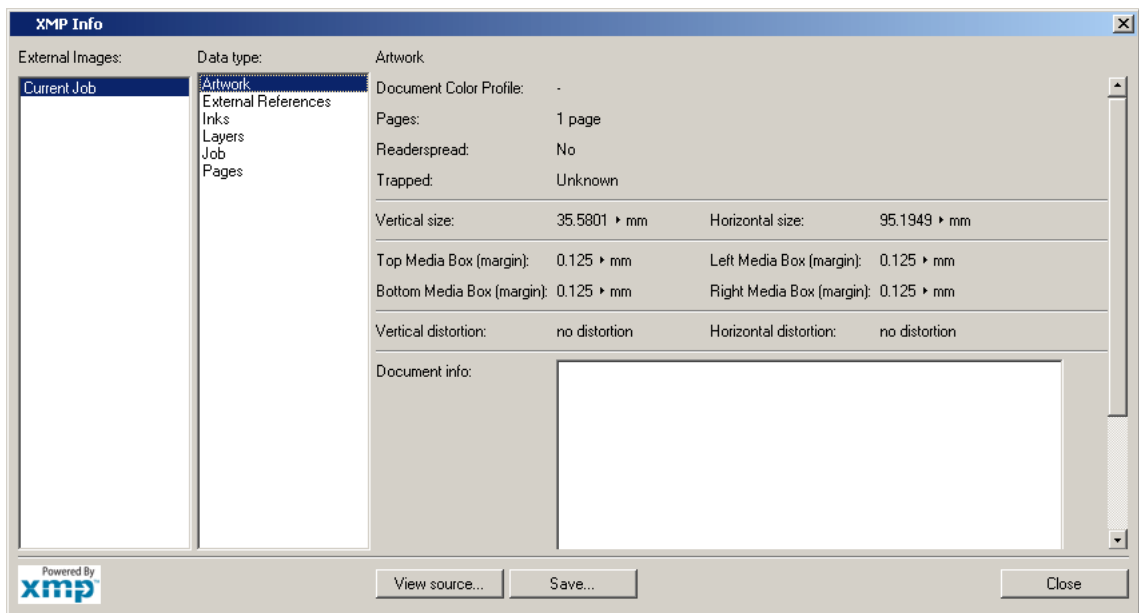 XMP Info
External Images: Data type: Artwork
Current Job
Artwork
External References
Inks
Layers
Job
Pages
Document Color Profile: -
Pages: 1 page
Readerspread: No
Trapped: Unknown
Vertical size: 35.5801 mm Horizontal size: 95.1949 mm
Top Media Box (margin): 0.125 mm Left Media Box (margin): 0.125 mm
Bottom Media Box (margin): 0.125 mm Right Media Box (margin): 0.125 mm
Vertical distortion: no distortion Horizontal distortion: no distortion
Document info:
Powered By
xmp™
View source... Save... Close